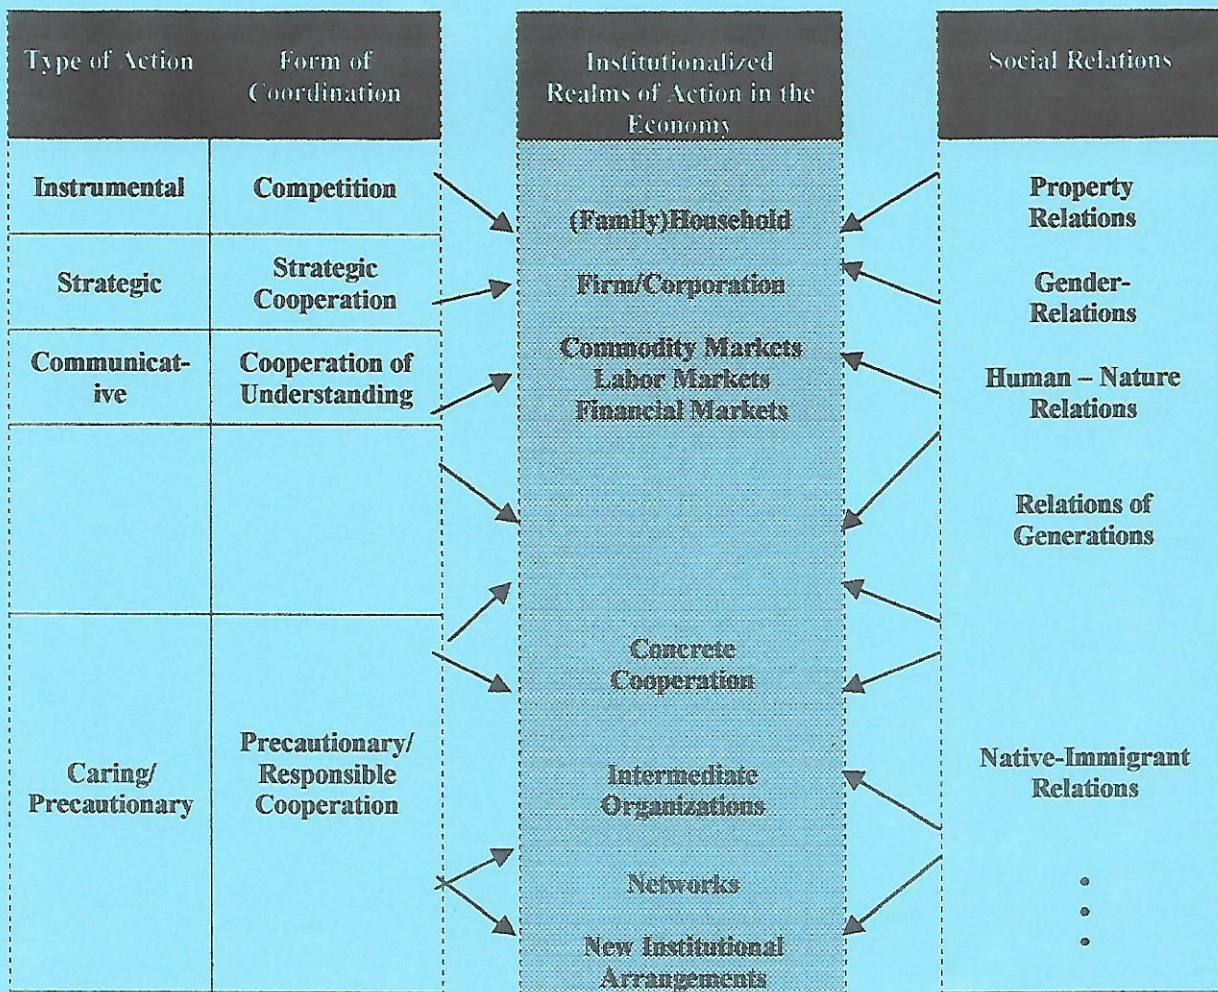 Type of Action
Form of
Coordination
Instrumental
Competition
Strategic
Strategic
Cooperation
Communicat-
ive
Cooperation of
Understanding
Caring/
Precautionary
Precautionary/
Responsible
Cooperation
Institutionalized
Realms of Action in the
Economy
(Family)Household
Firm/Corporation
Commodity Markets
Labor Markets
Financial Markets
Concrete
Cooperation
Intermediate
Organizations
Networks
New Institutional
Arrangements
Social Relations
Property
Relations
Gender-
Relations
Human – Nature
Relations
Relations of
Generations
Native-Immigrant
Relations